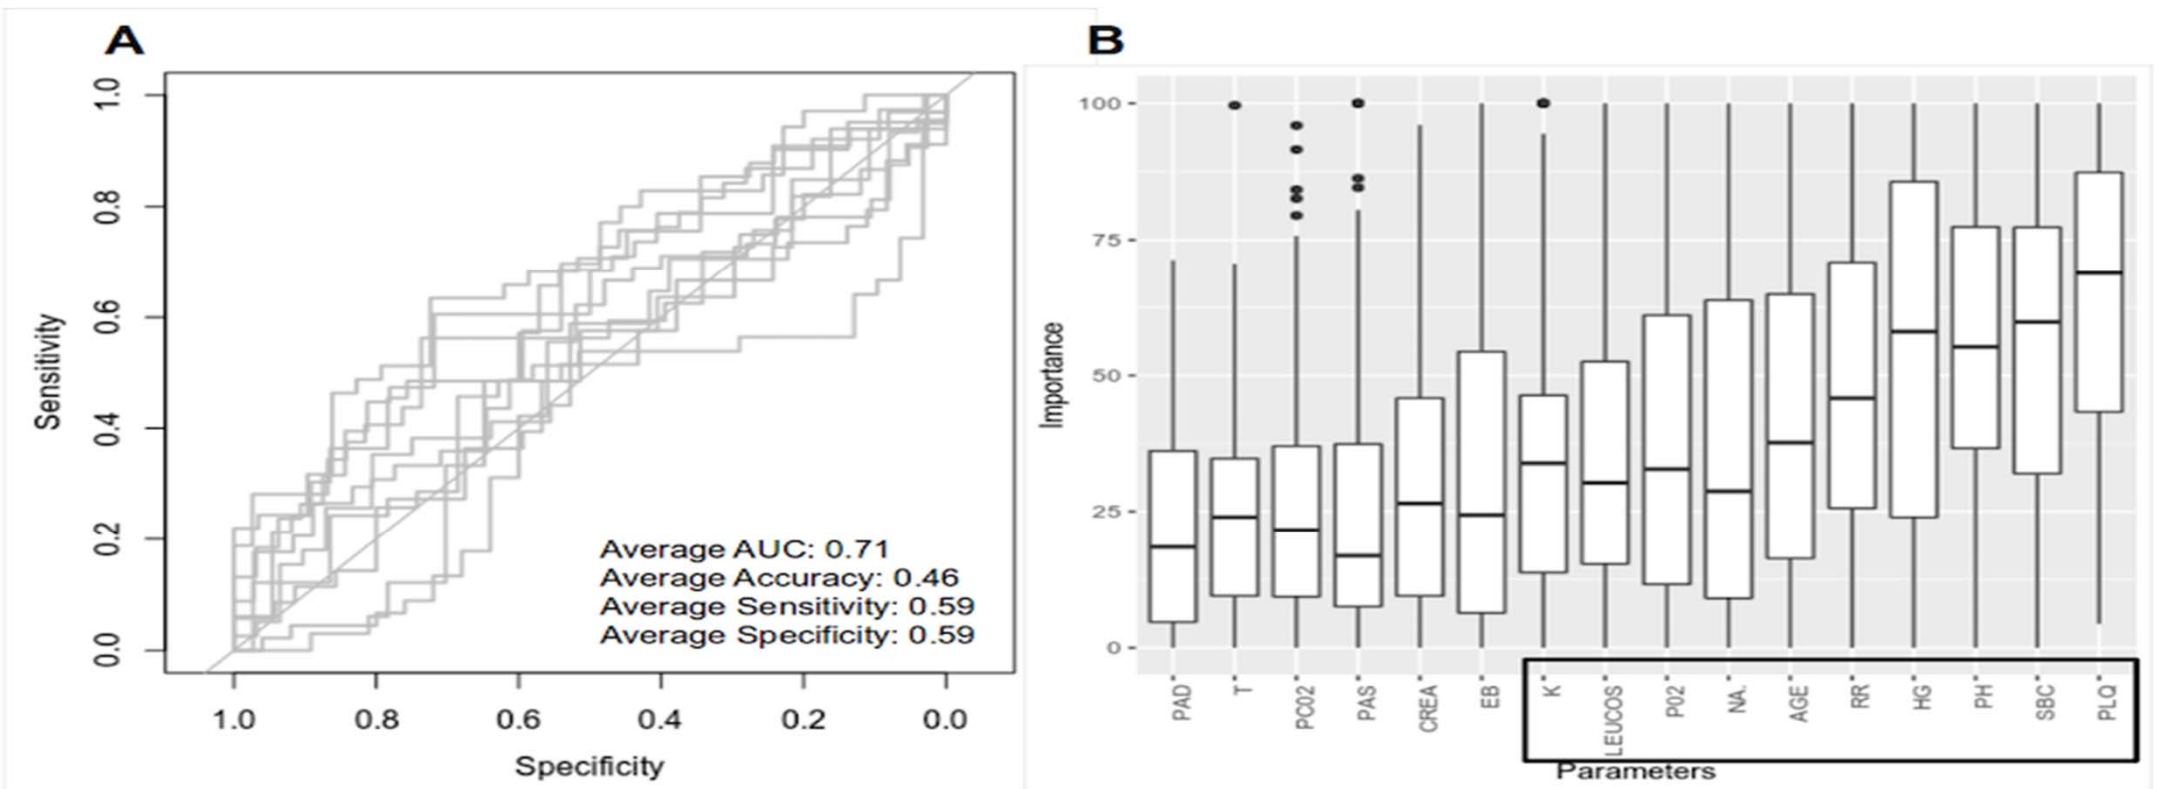 A
1.0
0.8
0.6
0.4
0.2
0.0
Sensitivity
Average AUC: 0.71
Average Accuracy: 0.46
Average Sensitivity: 0.59
Average Specificity: 0.59
1.0 0.8 0.6 0.4 0.2 0.0
Specificity
B
100
75
50
25
0
Importance
PAD T PC02 PAS CREA EB K LEUCOS P02 NA. AGE RR HG PH SBC PLQ
Parameters